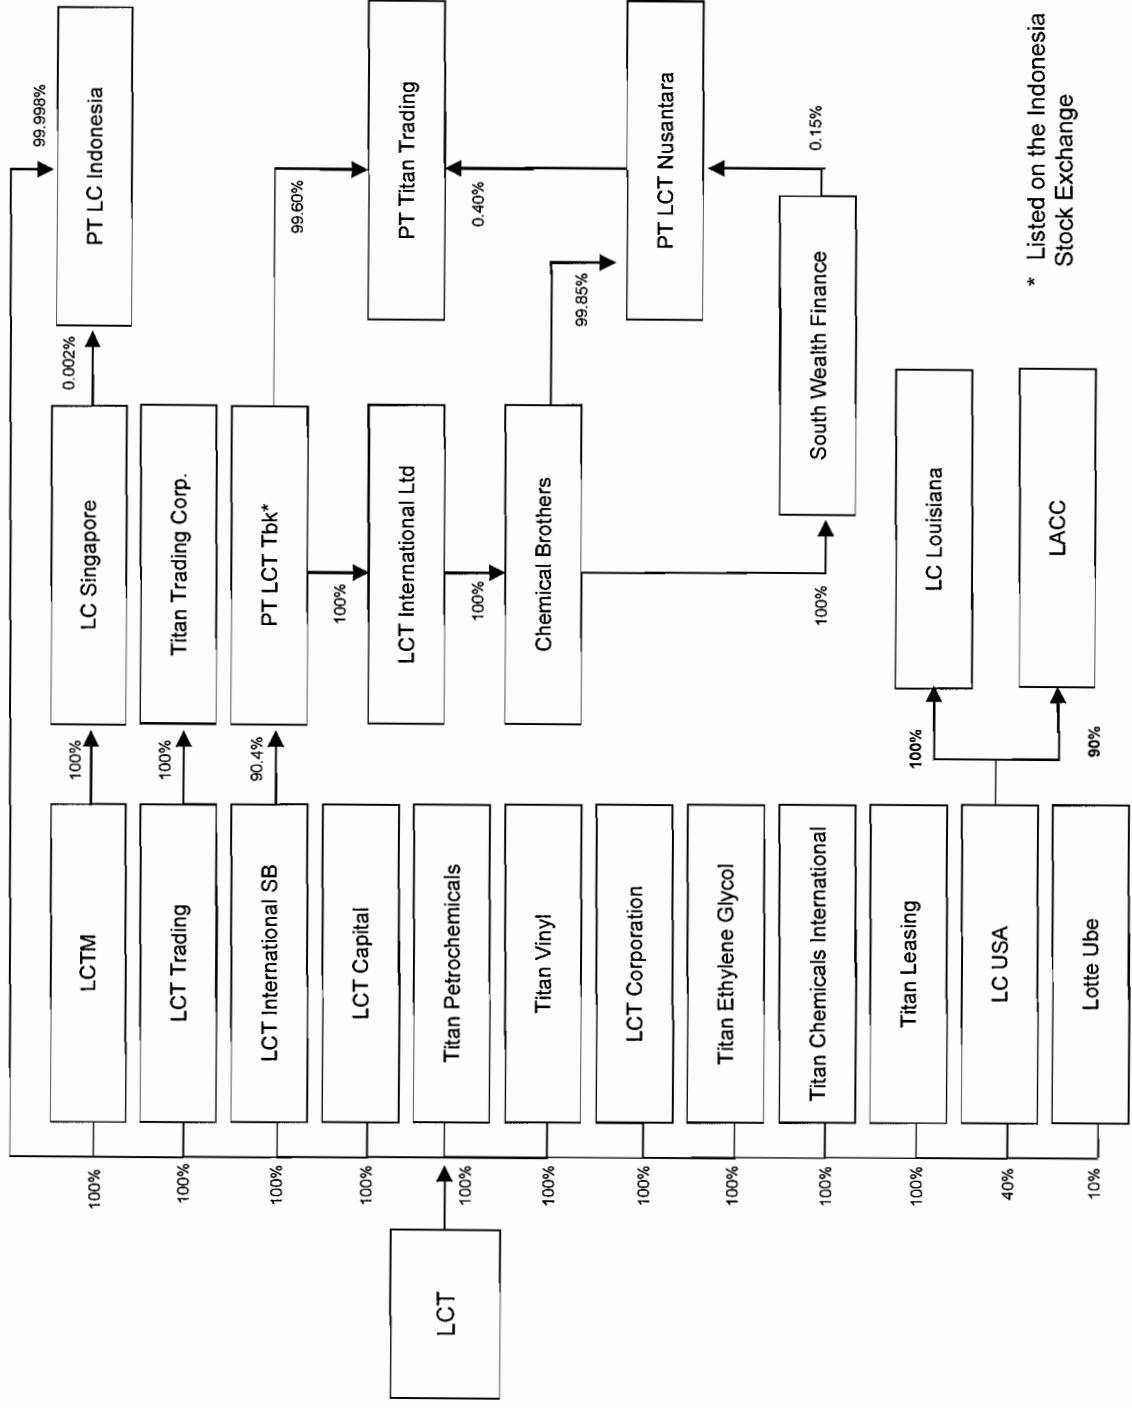 LCT
100%
LCTM
100%
LC Singapore
0.002%
PT LC Indonesia
99.998%
100%
LCT Trading
100%
Titan Trading Corp.
100%
LCT International SB
90.4%
PT LCT Tbk*
99.60%
PT Titan Trading
100%
LCT Capital
100%
LCT International Ltd
0.40%
100%
Titan Petrochemicals
100%
Chemical Brothers
99.85%
PT LCT Nusantara
100%
Titan Vinyl
100%
South Wealth Finance
0.15%
100%
LCT Corporation
100%
Titan Ethylene Glycol
100%
Titan Chemicals International
100%
Titan Leasing
40%
LC USA
100%
LC Louisiana
90%
LACC
10%
Lotte Ube
* Listed on the Indonesia
Stock Exchange